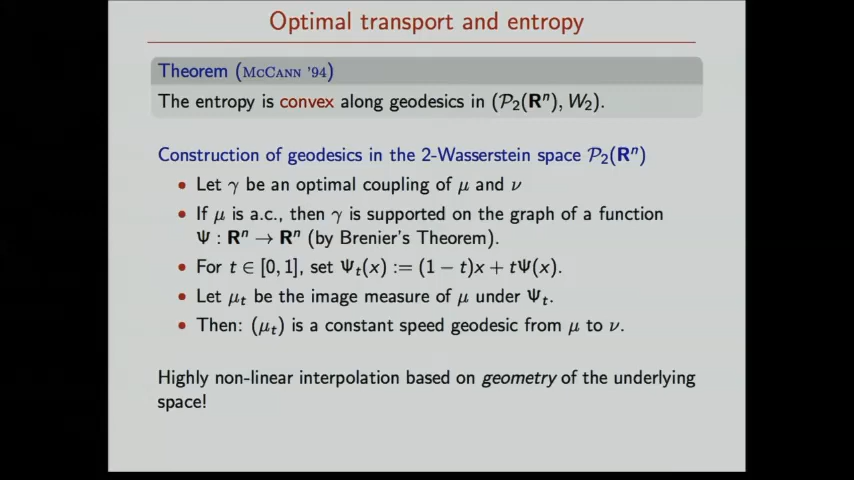 Optimal transport and entropy
Theorem (McCann '94)
The entropy is convex along geodesics in (𝒫₂(𝐑ⁿ), W₂).
Construction of geodesics in the 2-Wasserstein space 𝒫₂(𝐑ⁿ)
• Let γ be an optimal coupling of μ and ν
• If μ is a.c., then γ is supported on the graph of a function
Ψ : 𝐑ⁿ → 𝐑ⁿ (by Brenier's Theorem).
• For t ∈ [0, 1], set Ψₜ(x) := (1 − t)x + tΨ(x).
• Let μₜ be the image measure of μ under Ψₜ.
• Then: (μₜ) is a constant speed geodesic from μ to ν.
Highly non-linear interpolation based on geometry of the underlying
space!